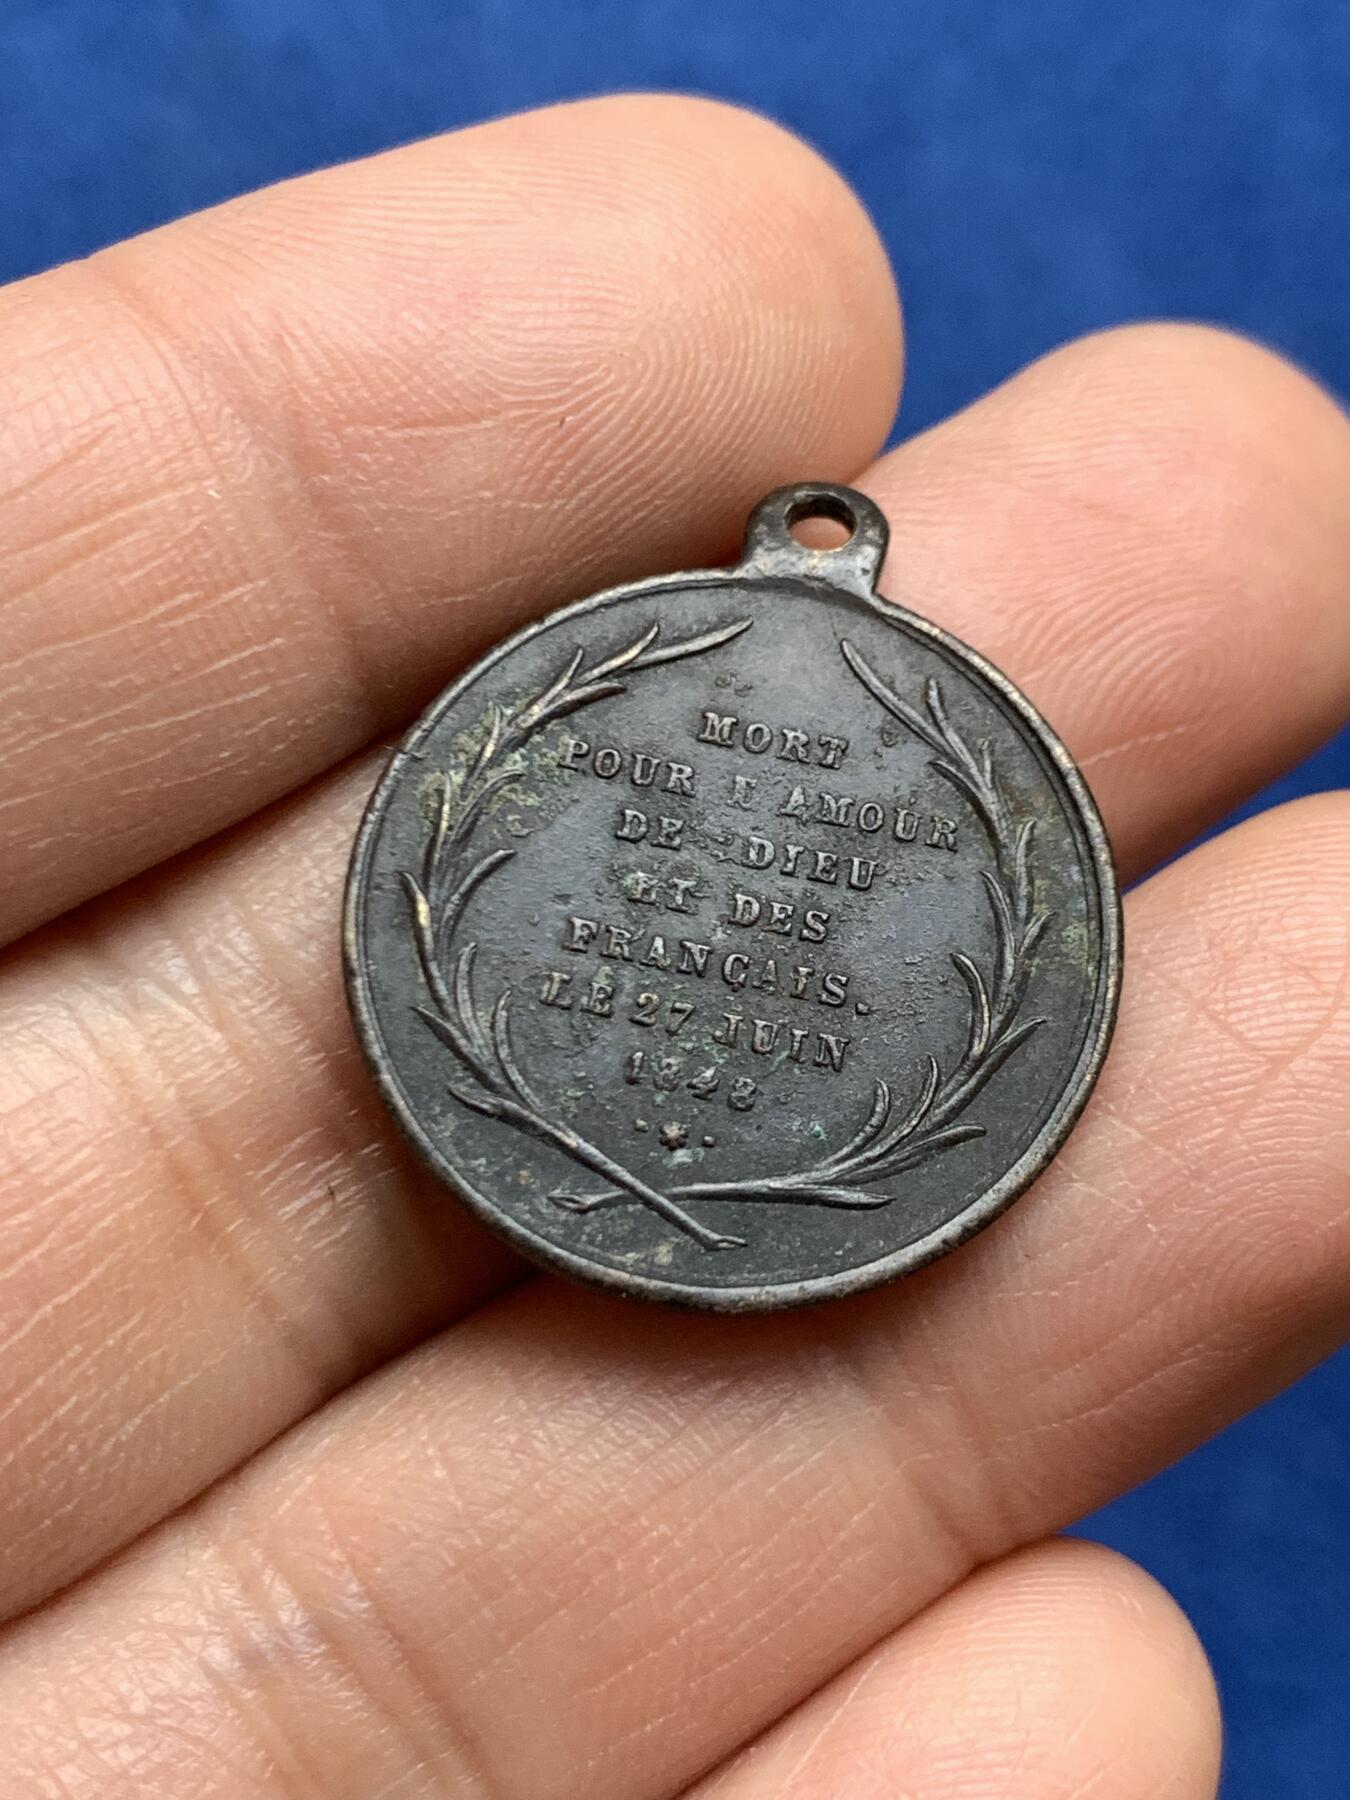 MORT
POUR L'AMOUR
DE DIEU
ET DES
FRANÇAIS.
LE 27 JUIN
1848